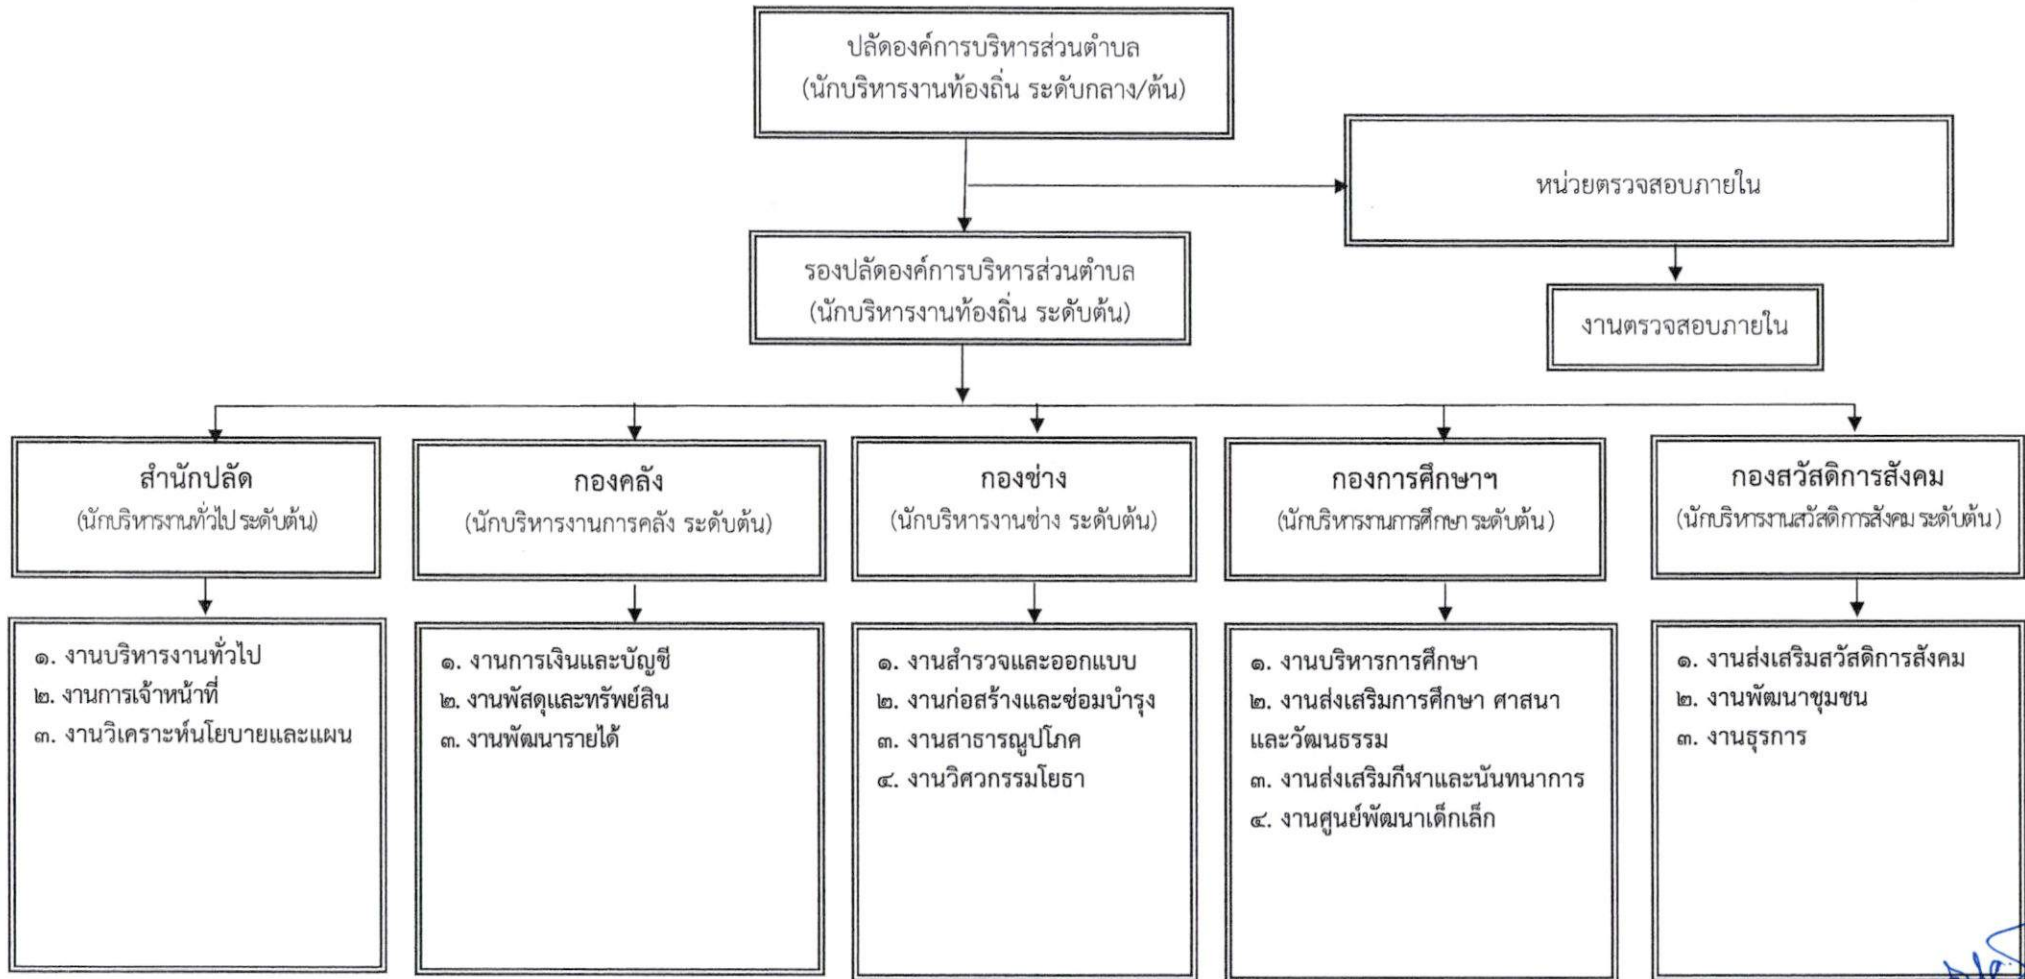 ปลัดองค์การบริหารส่วนตำบล
(นักบริหารงานท้องถิ่น ระดับกลาง/ต้น)
หน่วยตรวจสอบภายใน
รองปลัดองค์การบริหารส่วนตำบล
(นักบริหารงานท้องถิ่น ระดับต้น)
งานตรวจสอบภายใน
สำนักปลัด
(นักบริหารงานทั่วไป ระดับต้น)
กองคลัง
(นักบริหารงานการคลัง ระดับต้น)
กองช่าง
(นักบริหารงานช่าง ระดับต้น)
กองการศึกษาฯ
(นักบริหารงานการศึกษา ระดับต้น)
กองสวัสดิการสังคม
(นักบริหารงานสวัสดิการสังคม ระดับต้น)
๑. งานบริหารงานทั่วไป
๒. งานการเจ้าหน้าที่
๓. งานวิเคราะห์นโยบายและแผน
๑. งานการเงินและบัญชี
๒. งานพัสดุและทรัพย์สิน
๓. งานพัฒนารายได้
๑. งานสำรวจและออกแบบ
๒. งานก่อสร้างและซ่อมบำรุง
๓. งานสาธารณูปโภค
๔. งานวิศวกรรมโยธา
๑. งานบริหารการศึกษา
๒. งานส่งเสริมการศึกษา ศาสนา
และวัฒนธรรม
๓. งานส่งเสริมกีฬาและนันทนาการ
๔. งานศูนย์พัฒนาเด็กเล็ก
๑. งานส่งเสริมสวัสดิการสังคม
๒. งานพัฒนาชุมชน
๓. งานธุรการ